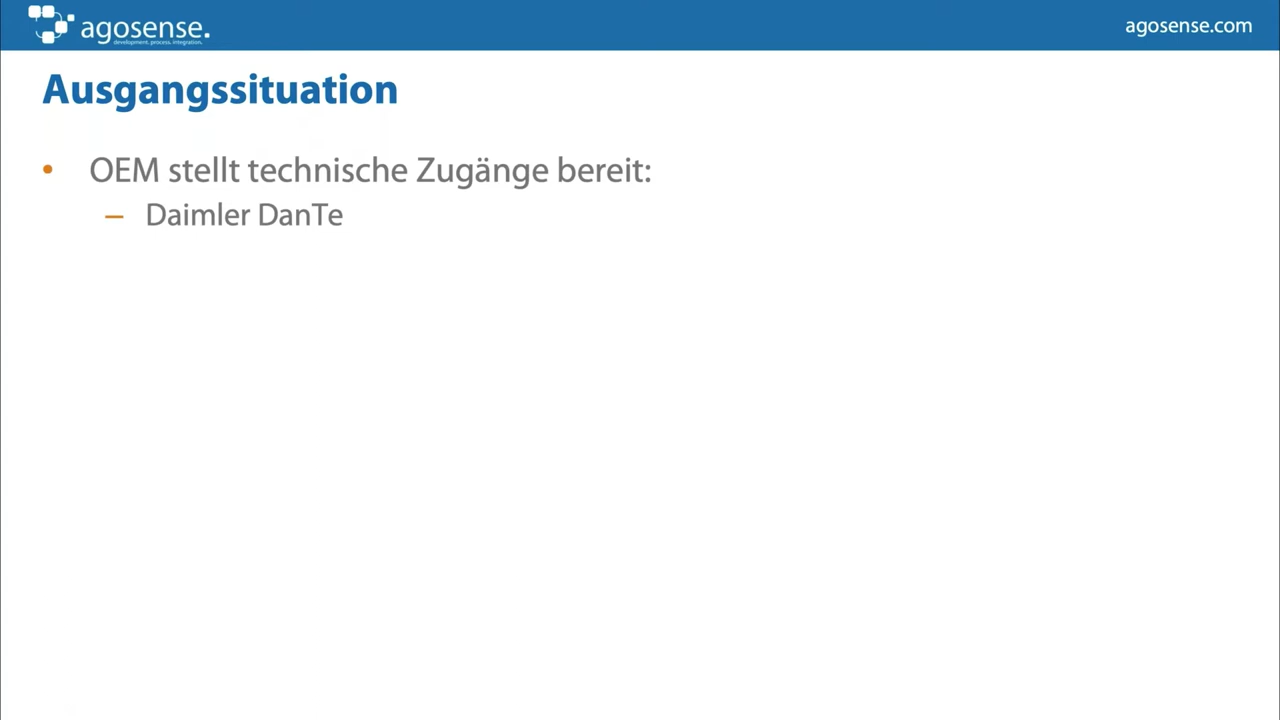 agosense.
development. process. integration.
agosense.com
Ausgangssituation
• OEM stellt technische Zugänge bereit:
– Daimler DanTe